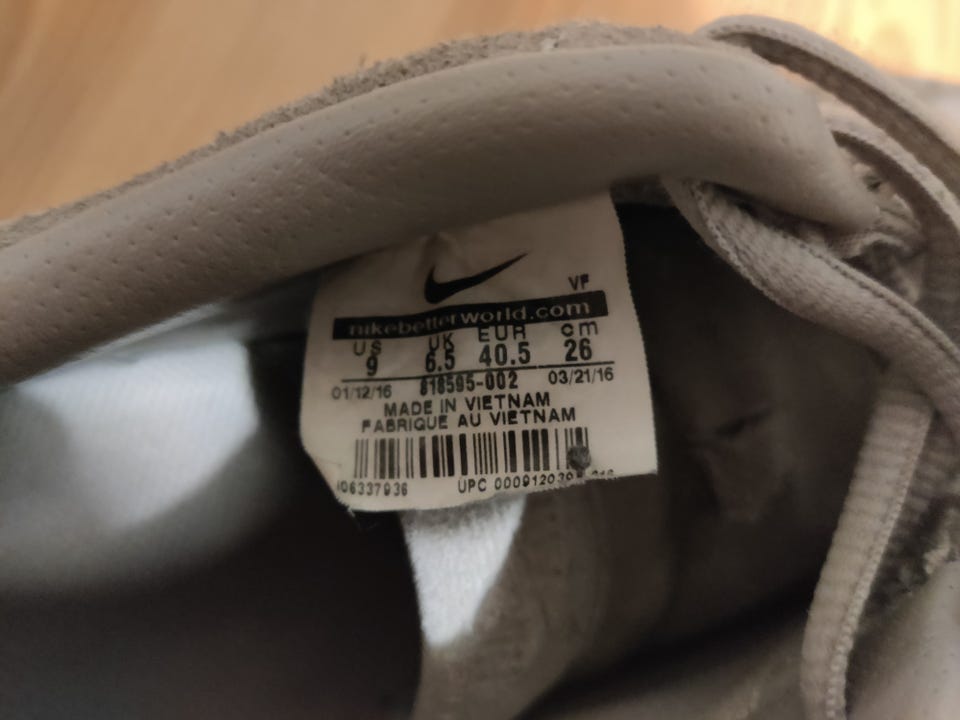 VF
nikebetterworld.com
US UK EUR cm
9 6.5 40.5 26
01/12/16 818595-002 03/21/16
MADE IN VIETNAM
FABRIQUE AU VIETNAM
UPC